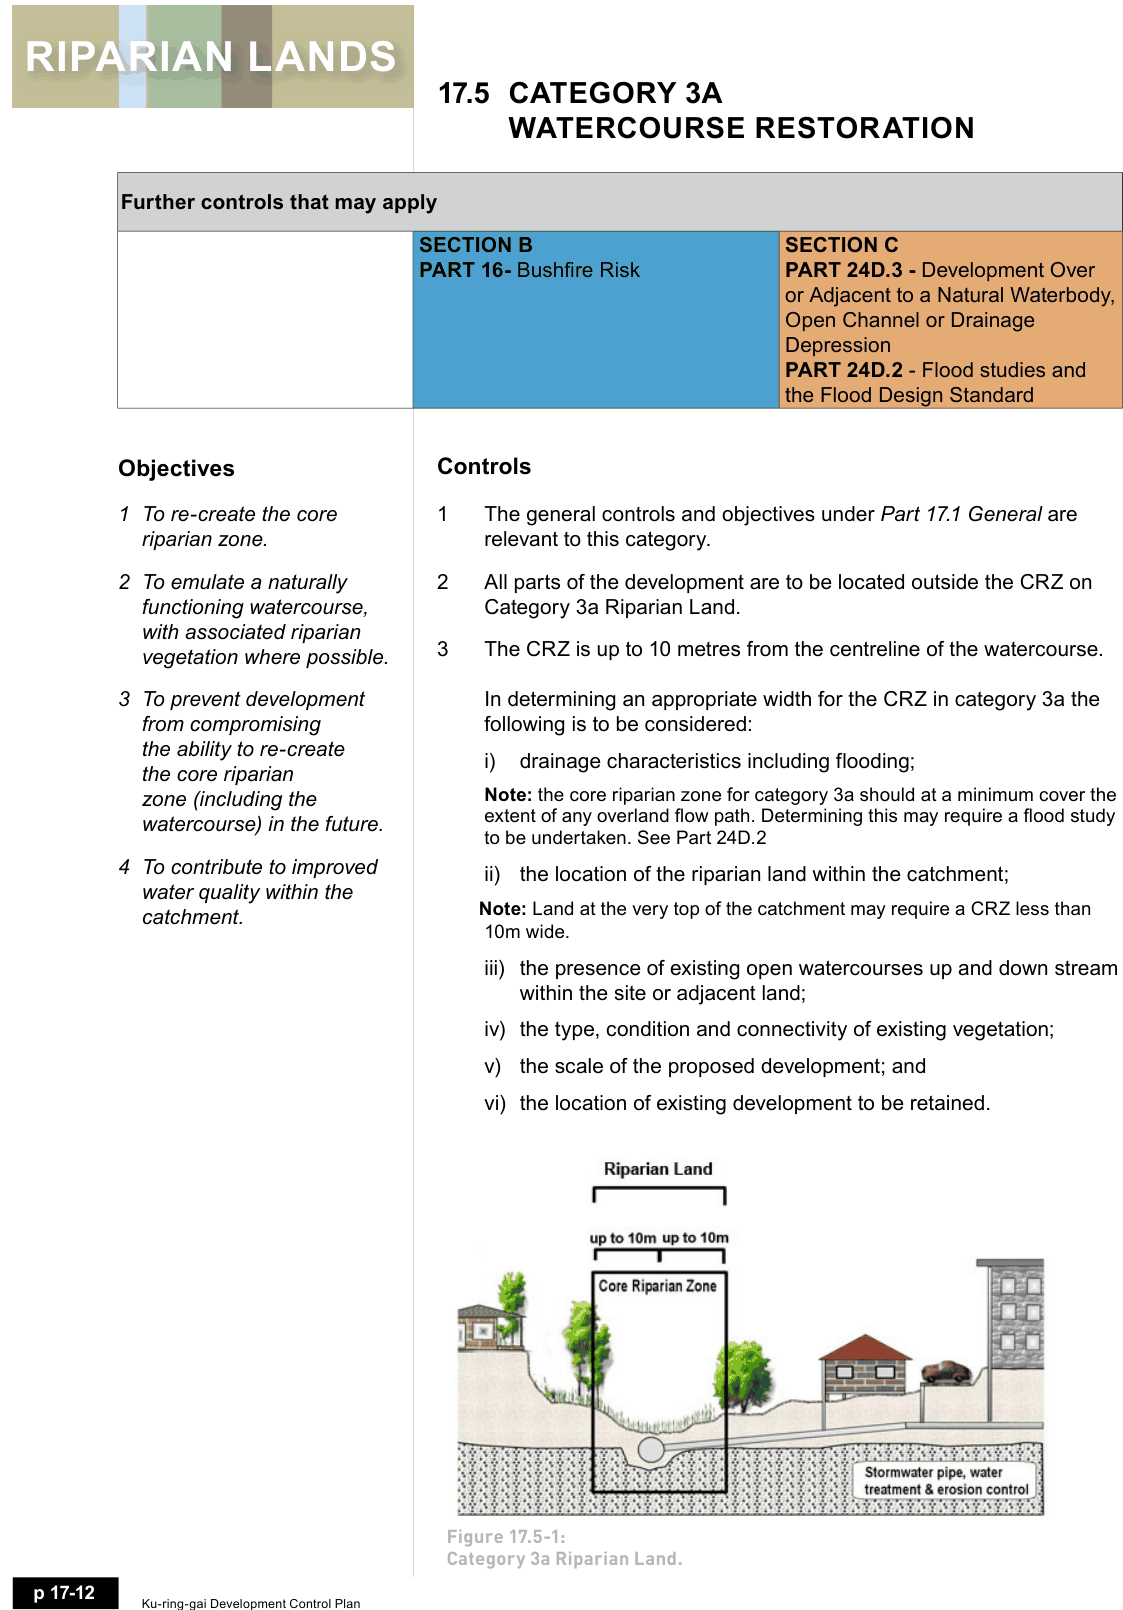 RIPARIAN LANDS
17.5 CATEGORY 3A
WATERCOURSE RESTORATION
Further controls that may apply
SECTION B
PART 16- Bushfire Risk
SECTION C
PART 24D.3 - Development Over
or Adjacent to a Natural Waterbody,
Open Channel or Drainage
Depression
PART 24D.2 - Flood studies and
the Flood Design Standard
Objectives
1 To re-create the core
riparian zone.
2 To emulate a naturally
functioning watercourse,
with associated riparian
vegetation where possible.
3 To prevent development
from compromising
the ability to re-create
the core riparian
zone (including the
watercourse) in the future.
4 To contribute to improved
water quality within the
catchment.
Controls
1 The general controls and objectives under Part 17.1 General are
relevant to this category.
2 All parts of the development are to be located outside the CRZ on
Category 3a Riparian Land.
3 The CRZ is up to 10 metres from the centreline of the watercourse.
In determining an appropriate width for the CRZ in category 3a the
following is to be considered:
i) drainage characteristics including flooding;
Note: the core riparian zone for category 3a should at a minimum cover the
extent of any overland flow path. Determining this may require a flood study
to be undertaken. See Part 24D.2
ii) the location of the riparian land within the catchment;
Note: Land at the very top of the catchment may require a CRZ less than
10m wide.
iii) the presence of existing open watercourses up and down stream
within the site or adjacent land;
iv) the type, condition and connectivity of existing vegetation;
v) the scale of the proposed development; and
vi) the location of existing development to be retained.
Riparian Land
up to 10m up to 10m
Core Riparian Zone
Stormwater pipe, water
treatment & erosion control
Figure 17.5-1:
Category 3a Riparian Land.
p 17-12
Ku-ring-gai Development Control Plan